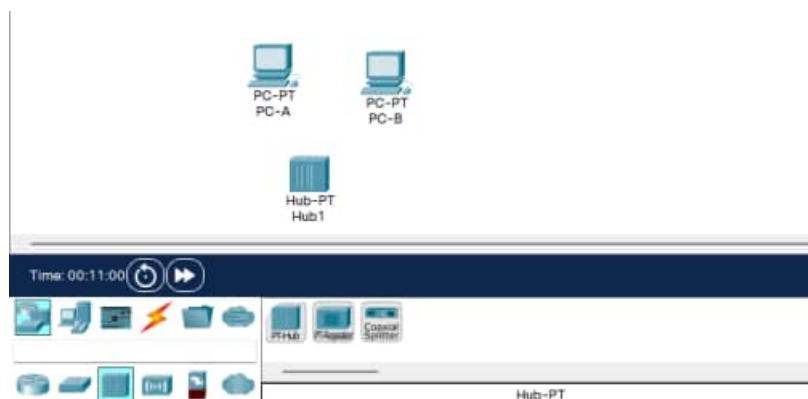 PC-PT
PC-A
PC-PT
PC-B
Hub-PT
Hub1
Time: 00:11:00
PT-Hub
PT-Repeater
Coaxial
Splitter
Hub-PT